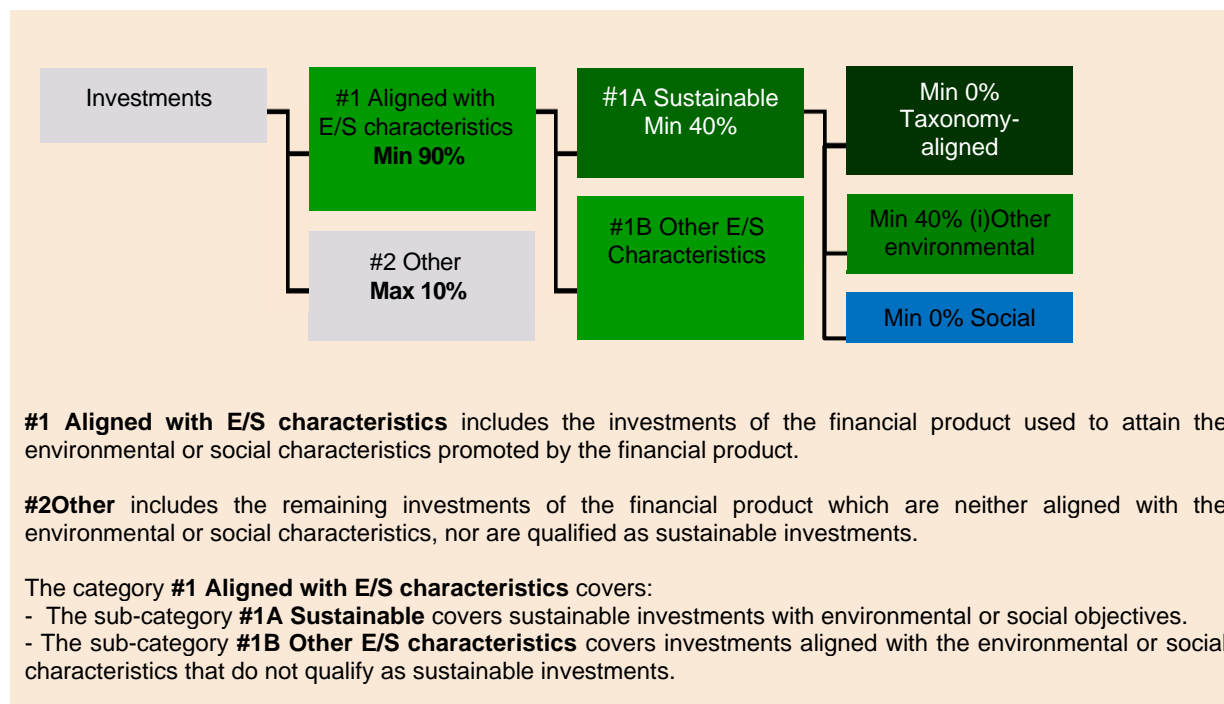 Investments
#1 Aligned with
E/S characteristics
Min 90%
#2 Other
Max 10%
#1A Sustainable
Min 40%
#1B Other E/S
Characteristics
Min 0%
Taxonomy-
aligned
Min 40% (i)Other
environmental
Min 0% Social
#1 Aligned with E/S characteristics includes the investments of the financial product used to attain the
environmental or social characteristics promoted by the financial product.
#2Other includes the remaining investments of the financial product which are neither aligned with the
environmental or social characteristics, nor are qualified as sustainable investments.
The category #1 Aligned with E/S characteristics covers:
- The sub-category #1A Sustainable covers sustainable investments with environmental or social objectives.
- The sub-category #1B Other E/S characteristics covers investments aligned with the environmental or social
characteristics that do not qualify as sustainable investments.